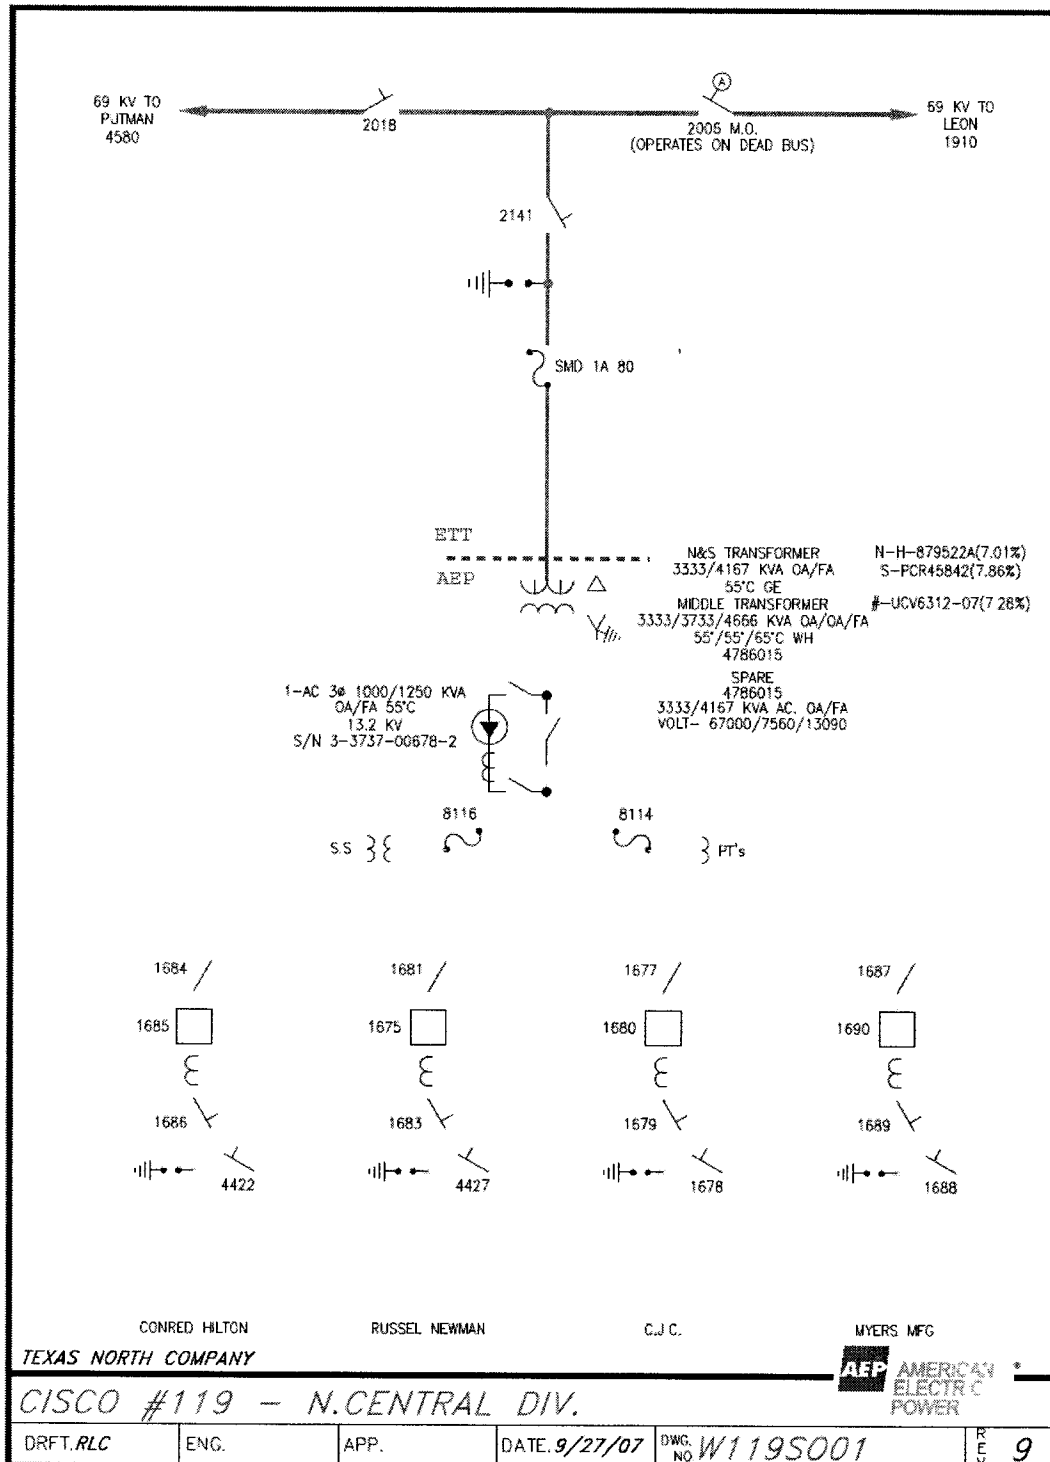 A
69 KV TO
PUTMAN
4580
2018
2005 M.O.
(OPERATES ON DEAD BUS)
69 KV TO
LEON
1910
2141
SMD 1A 80
ETT
AEP
N&S TRANSFORMER
3333/4167 KVA OA/FA
55°C GE
MIDDLE TRANSFORMER
3333/3733/4666 KVA OA/OA/FA
55°/55°/65°C WH
4786015
SPARE
4786015
3333/4167 KVA AC. OA/FA
VOLT- 67000/7560/13090
N-H-879522A(7.01%)
S-PCR45842(7.86%)
#-UCV6312-07(7.28%)
1-AC 3ø 1000/1250 KVA
OA/FA 55°C
13.2 KV
S/N 3-3737-00678-2
8116
8114
S.S
PT's
1684
1681
1677
1687
1685
1675
1680
1690
1686
1683
1679
1689
4422
4427
1678
1688
CONRED HILTON
RUSSEL NEWMAN
C.J.C.
MYERS MFG
TEXAS NORTH COMPANY
AEP AMERICAN
ELECTRIC
POWER
CISCO #119 - N.CENTRAL DIV.
DRFT. RLC
ENG.
APP.
DATE. 9/27/07
DWG. NO W119S001
REV 9